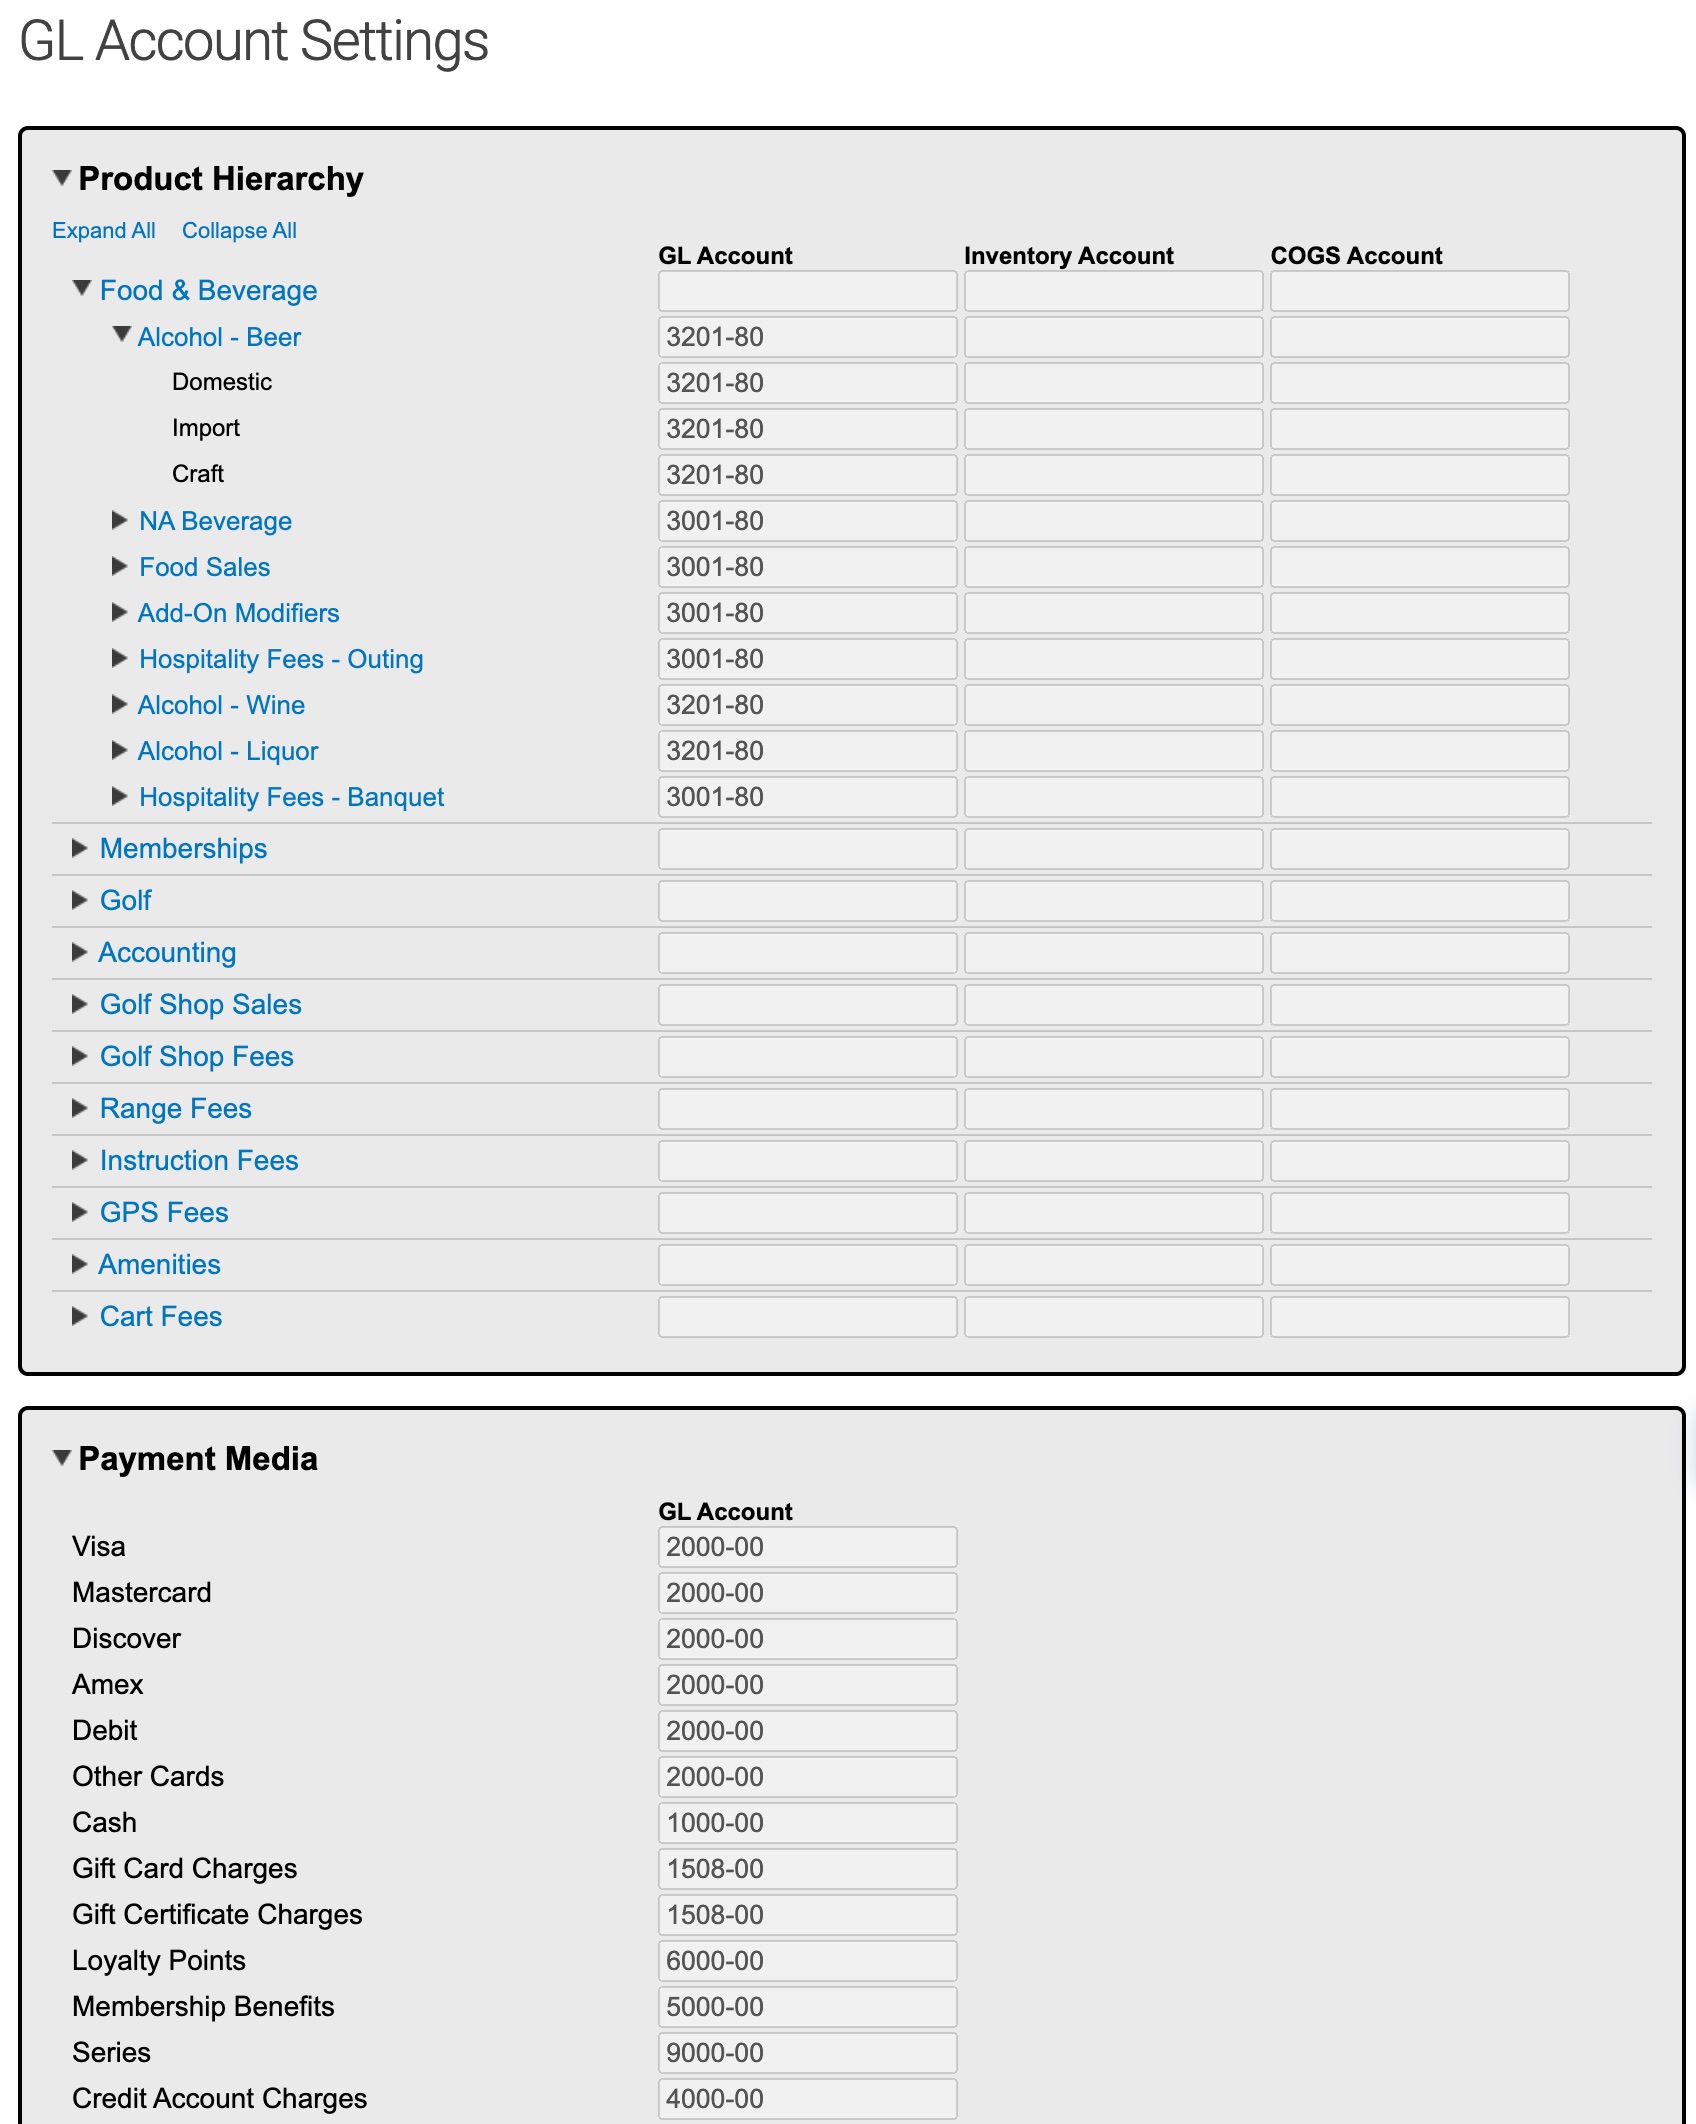 GL Account Settings
Product Hierarchy
Expand All Collapse All
GL Account Inventory Account COGS Account
Food & Beverage
Alcohol - Beer 3201-80
Domestic 3201-80
Import 3201-80
Craft 3201-80
NA Beverage 3001-80
Food Sales 3001-80
Add-On Modifiers 3001-80
Hospitality Fees - Outing 3001-80
Alcohol - Wine 3201-80
Alcohol - Liquor 3201-80
Hospitality Fees - Banquet 3001-80
Memberships
Golf
Accounting
Golf Shop Sales
Golf Shop Fees
Range Fees
Instruction Fees
GPS Fees
Amenities
Cart Fees
Payment Media
GL Account
Visa 2000-00
Mastercard 2000-00
Discover 2000-00
Amex 2000-00
Debit 2000-00
Other Cards 2000-00
Cash 1000-00
Gift Card Charges 1508-00
Gift Certificate Charges 1508-00
Loyalty Points 6000-00
Membership Benefits 5000-00
Series 9000-00
Credit Account Charges 4000-00